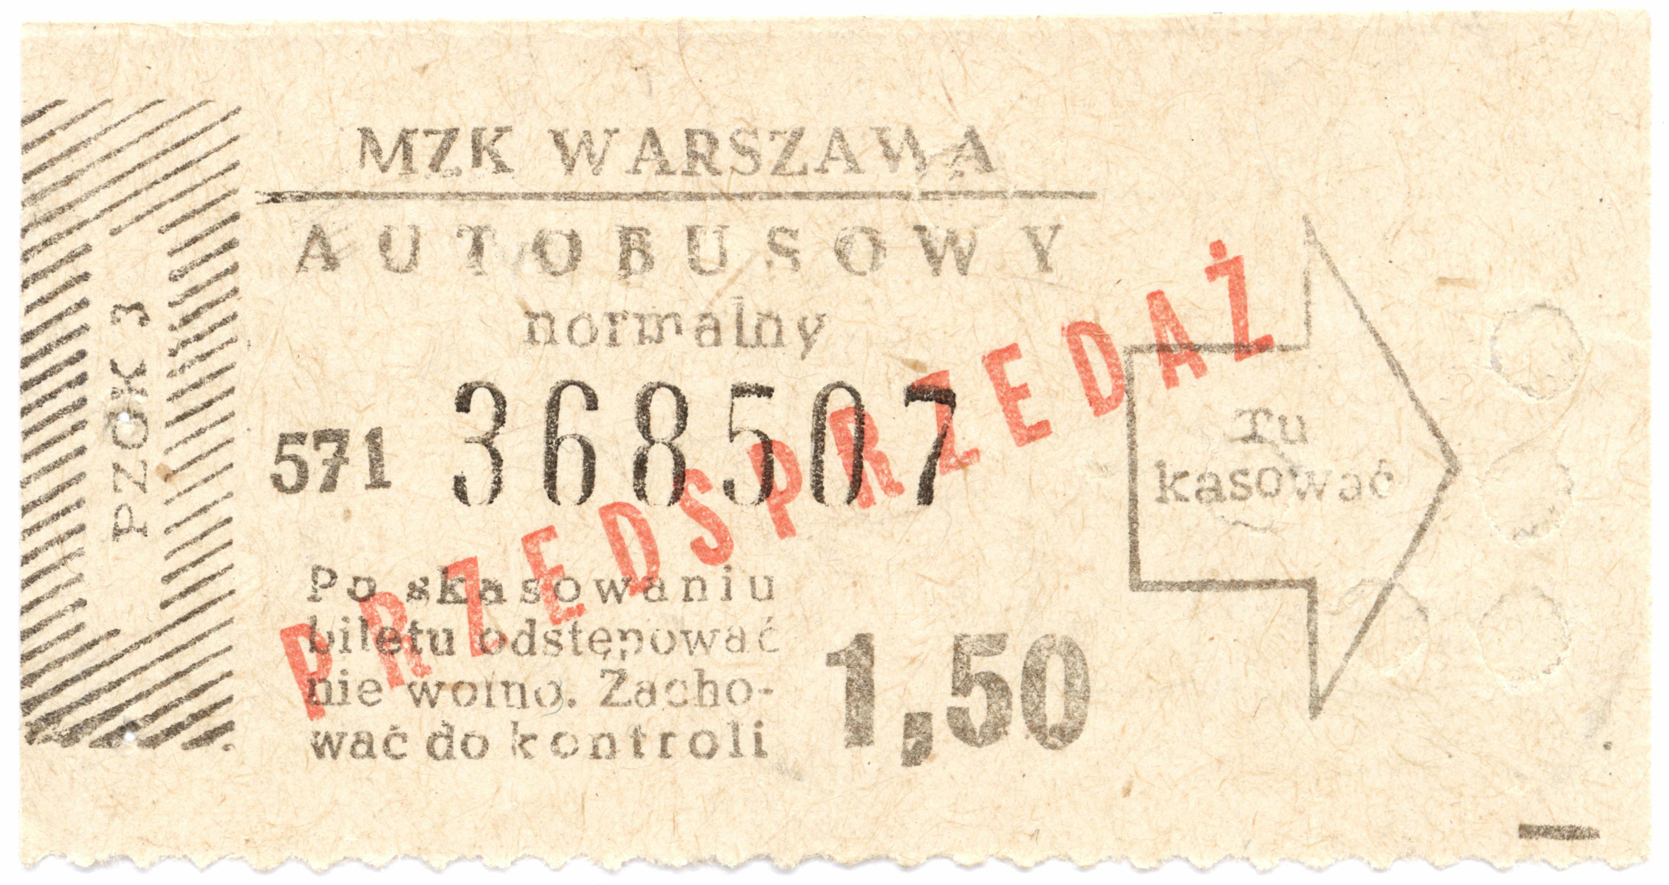 MZK WARSZAWA
AUTOBUSOWY
normalny
571 368507
PRZEDSPRZEDAŻ
Po skasowaniu
biletu odstępować
nie wolno. Zacho-
wać do kontroli
1,50
Tu
kasować
PZOK 3